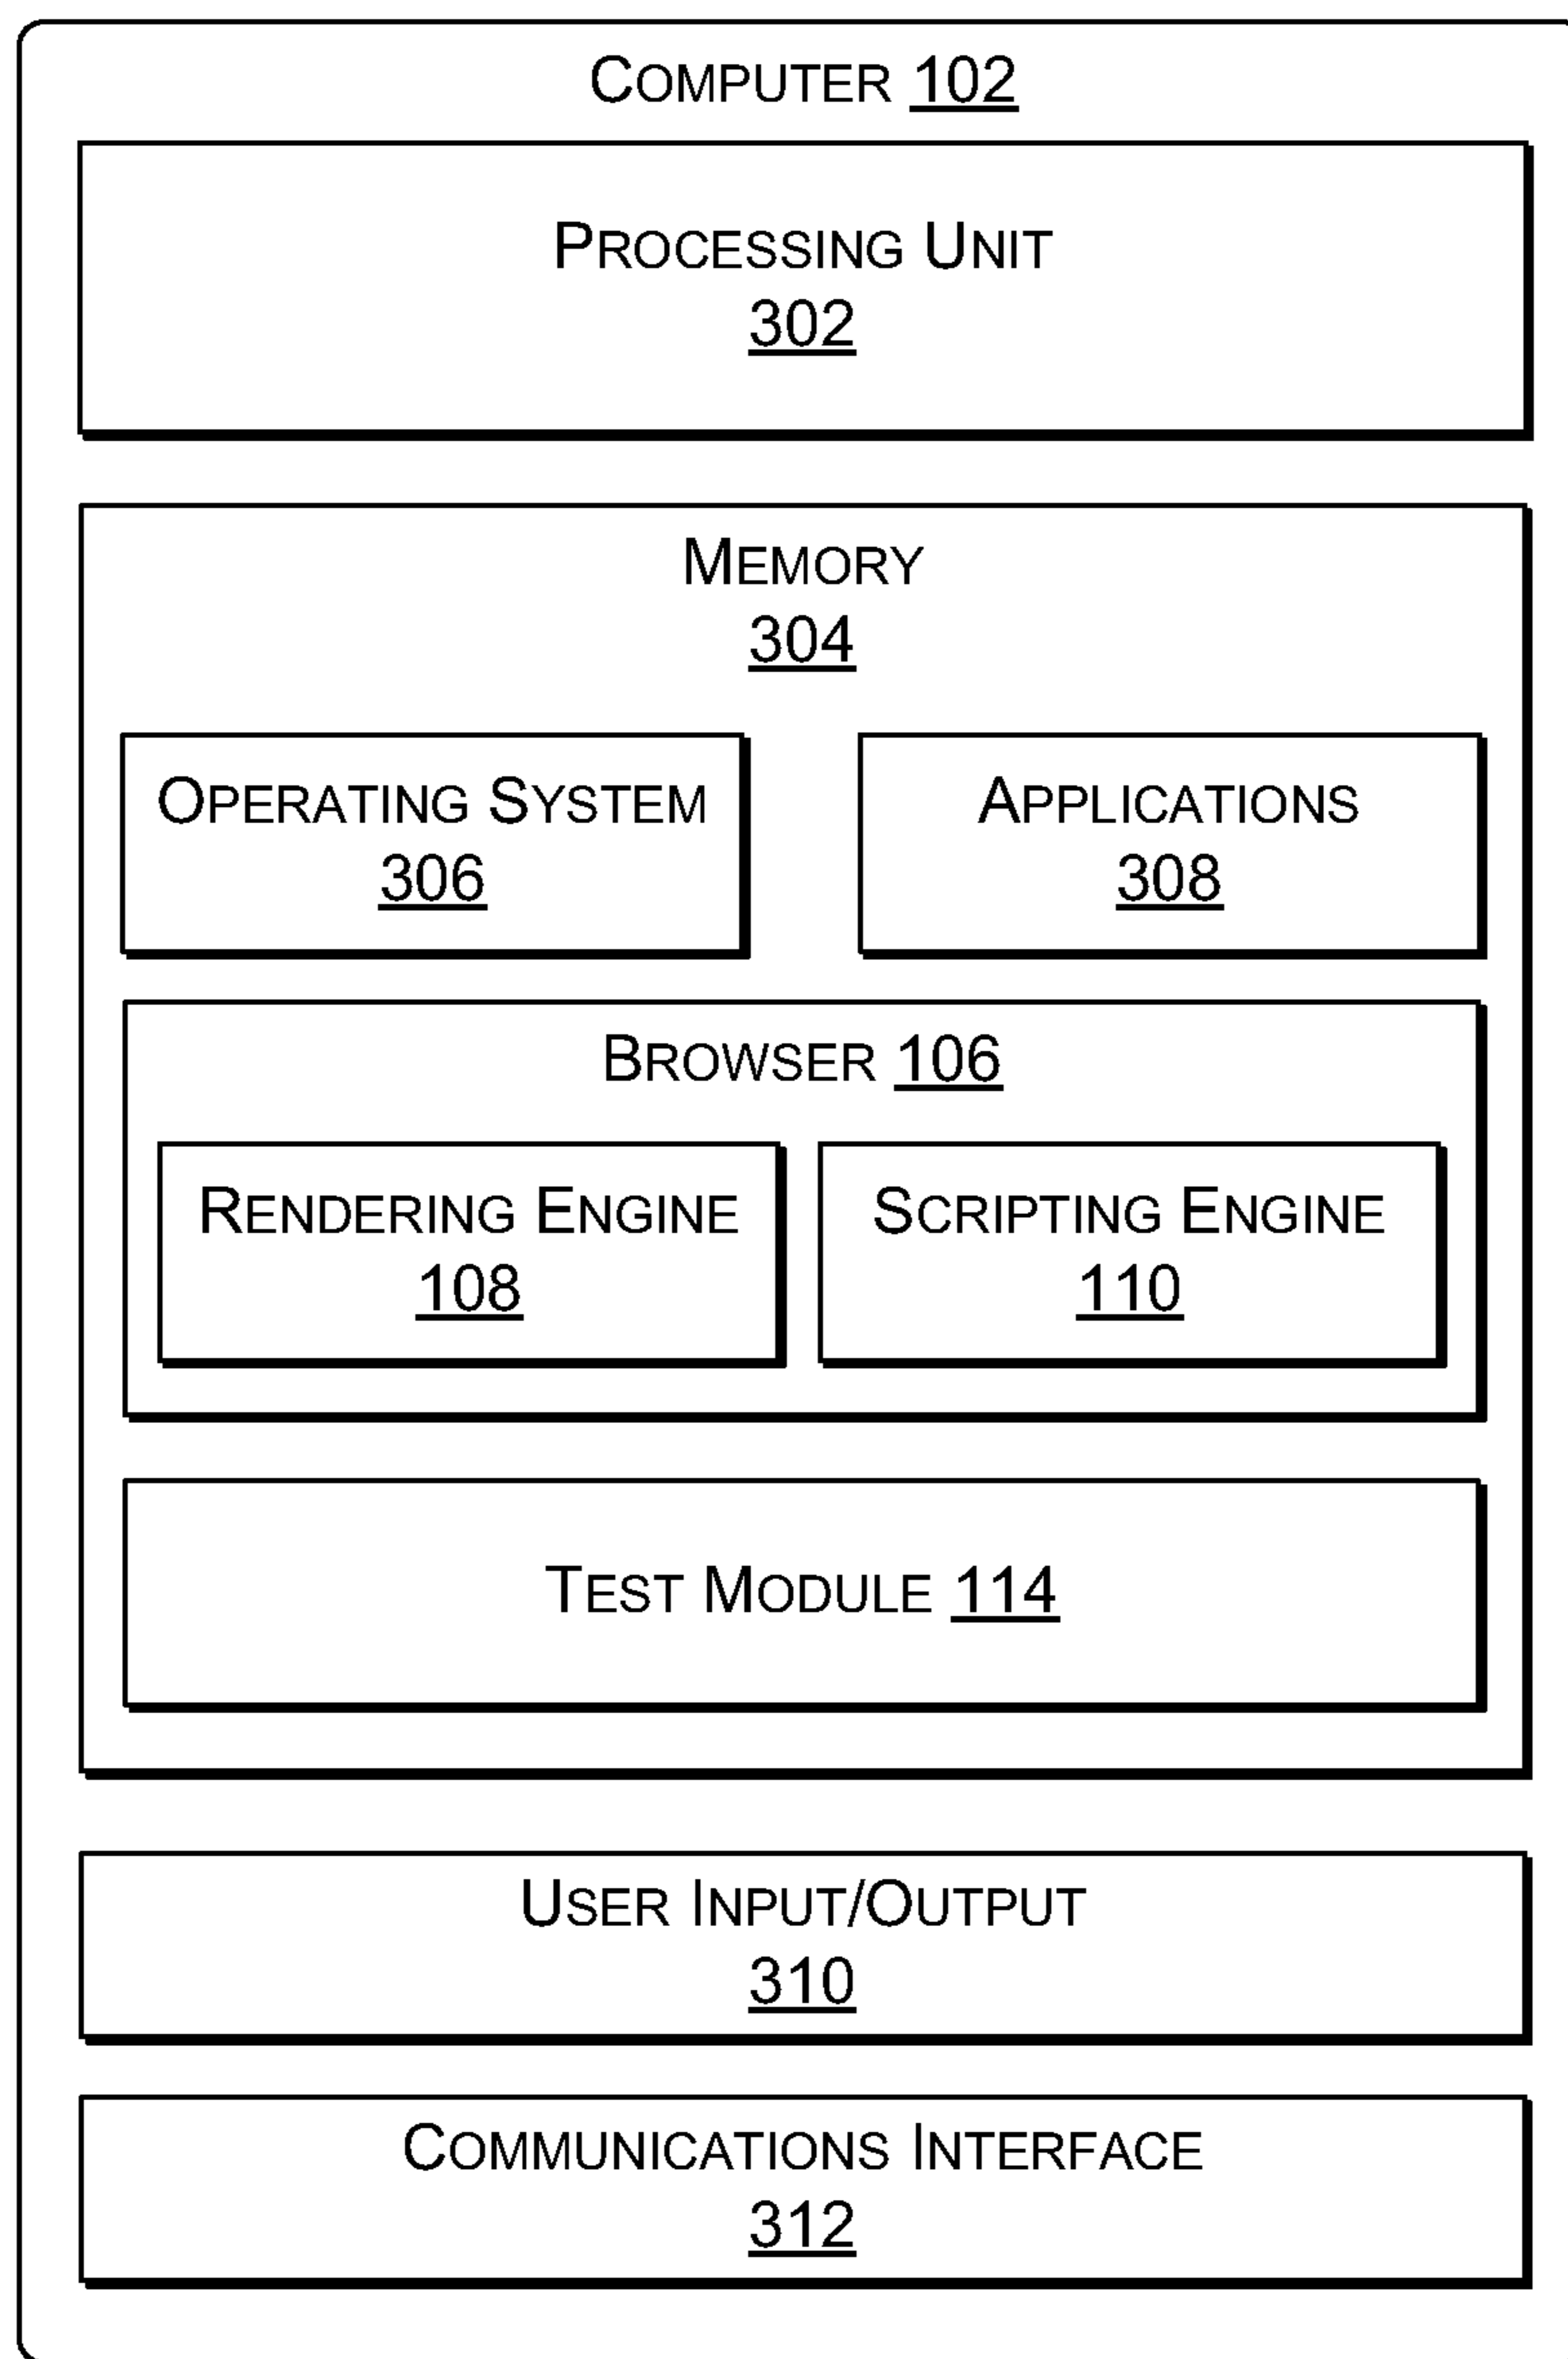 COMPUTER 102
PROCESSING UNIT
302
MEMORY
304
OPERATING SYSTEM
306
APPLICATIONS
308
BROWSER 106
RENDERING ENGINE
108
SCRIPTING ENGINE
110
TEST MODULE 114
USER INPUT/OUTPUT
310
COMMUNICATIONS INTERFACE
312